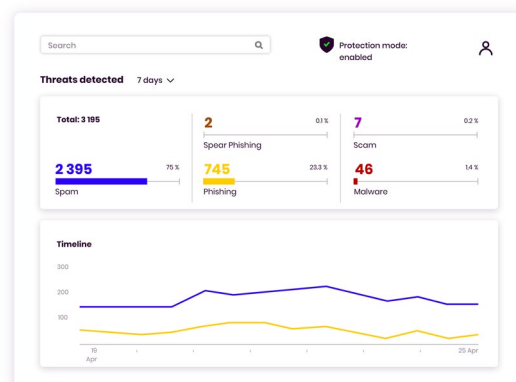 Search
Protection mode:
enabled
Threats detected
7 days
Total: 3 195
2
0.1 %
Spear Phishing
7
0.2 %
Scam
2 395
75 %
Spam
745
23,3 %
Phishing
46
1,4 %
Malware
Timeline
300
200
100
19
Apr
25 Apr